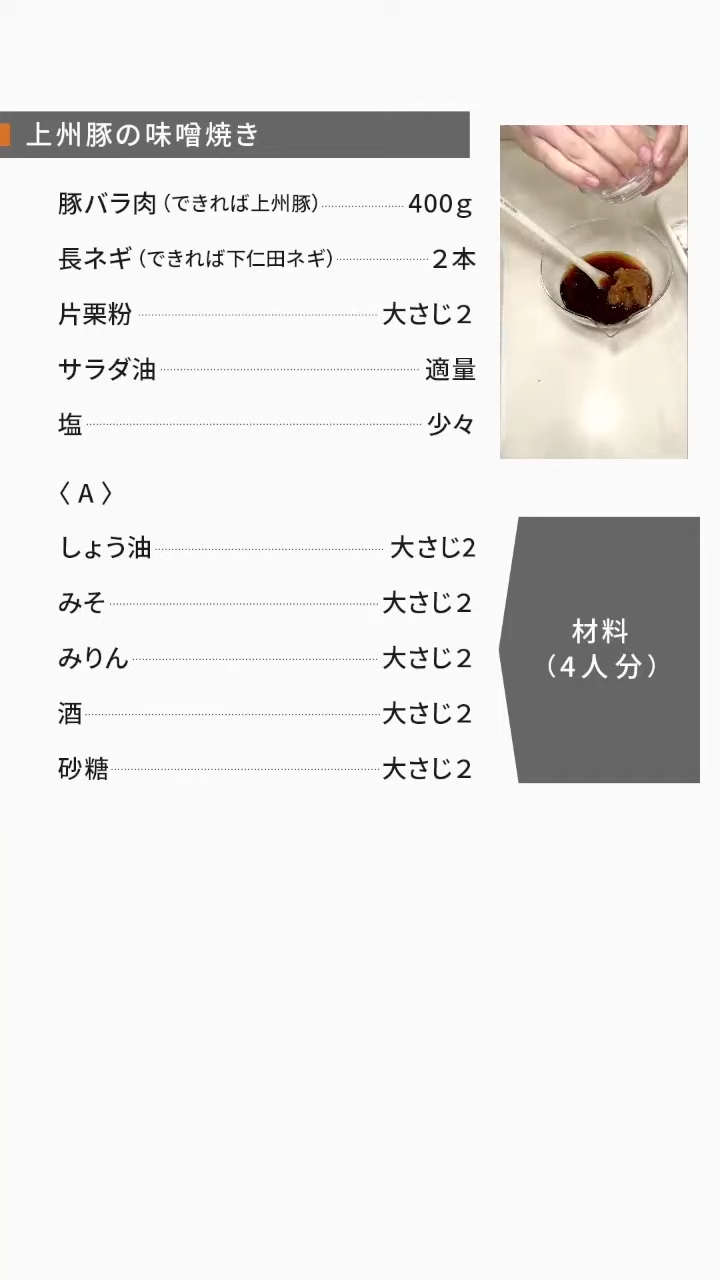 上州豚の味噌焼き
豚バラ肉（できれば上州豚） 400ｇ
長ネギ（できれば下仁田ネギ） ２本
片栗粉 大さじ２
サラダ油 適量
塩 少々
〈 A 〉
しょう油 大さじ2
みそ 大さじ２
みりん 大さじ２
酒 大さじ２
砂糖 大さじ２
材料
（4人分）